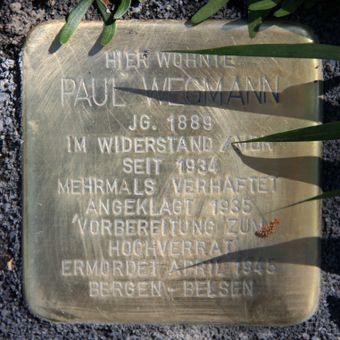 HIER WOHNTE
PAUL WEGMANN
JG. 1889
IM WIDERSTAND / MDR
SEIT 1934
MEHRMALS VERHAFTET
ANGEKLAGT 1935
'VORBEREITUNG ZUM
HOCHVERRAT'
ERMORDET APRIL 1945
BERGEN-BELSEN